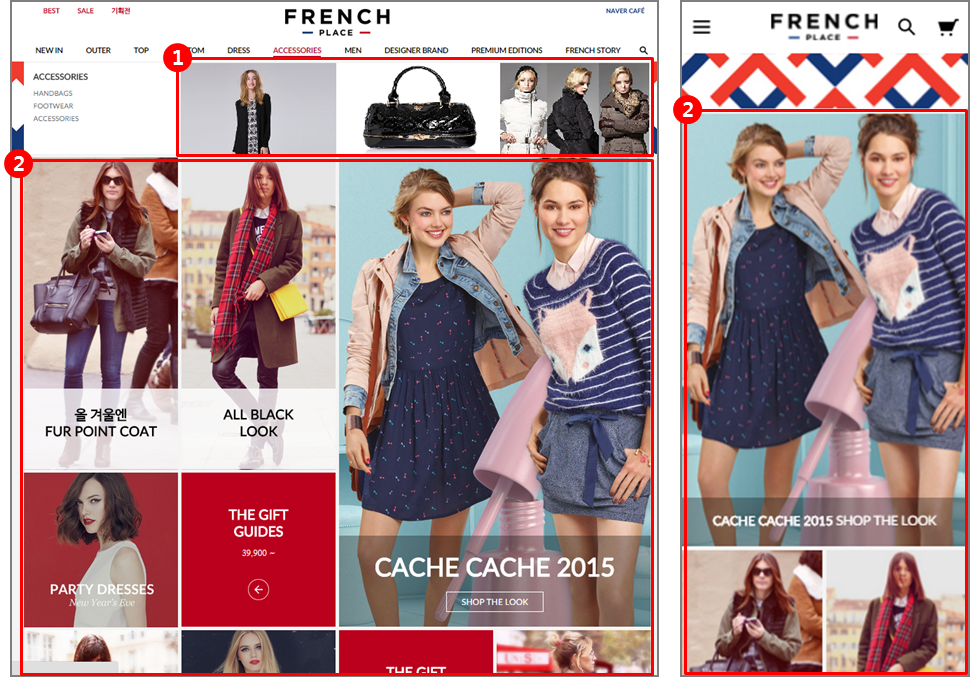 BEST SALE 기획전
NAVER CAFÉ
FRENCH
PLACE
NEW IN OUTER TOP TOM DRESS ACCESSORIES MEN DESIGNER BRAND PREMIUM EDITIONS FRENCH STORY
1
ACCESSORIES
HANDBAGS
FOOTWEAR
ACCESSORIES
2
올 겨울엔
FUR POINT COAT
ALL BLACK
LOOK
PARTY DRESSES
New Year's Eve
THE GIFT
GUIDES
39,900 ~
CACHE CACHE 2015
SHOP THE LOOK
THE GIFT
FRENCH
PLACE
2
CACHE CACHE 2015 SHOP THE LOOK